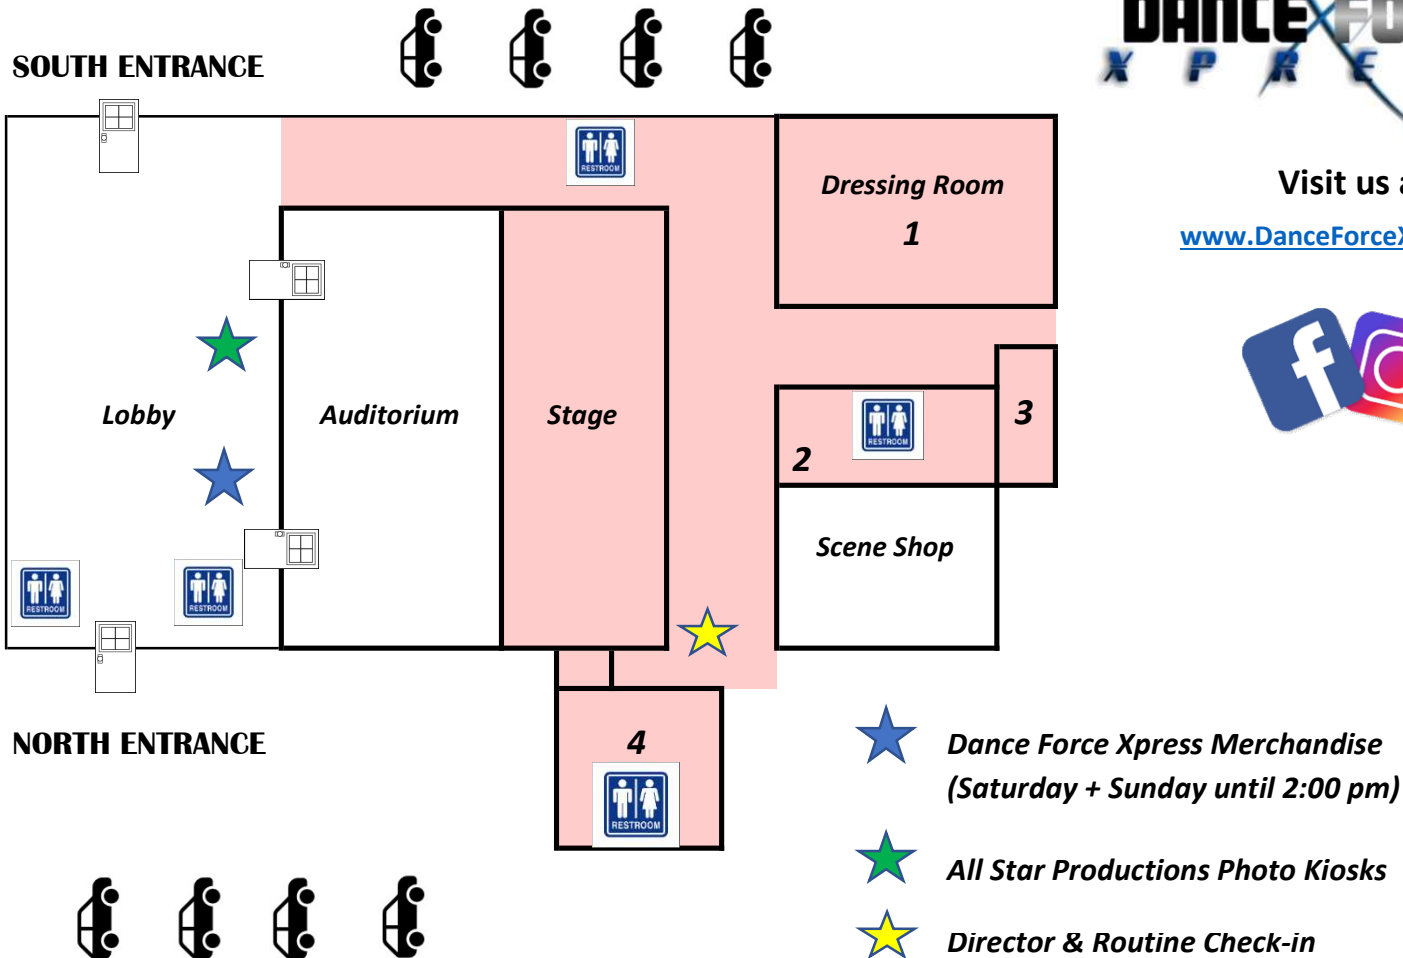 DANCE
SOUTH ENTRANCE
X P R E
RESTROOM
Visit us
Dressing Room
1
Lobby
Auditorium
Stage
RESTROOM
2
3
Scene Shop
RESTROOM
RESTROOM
NORTH ENTRANCE
4
RESTROOM
Dance Force Xpress Merchandise
(Saturday + Sunday until 2:00 pm)
All Star Productions Photo Kiosks
Director & Routine Check-in